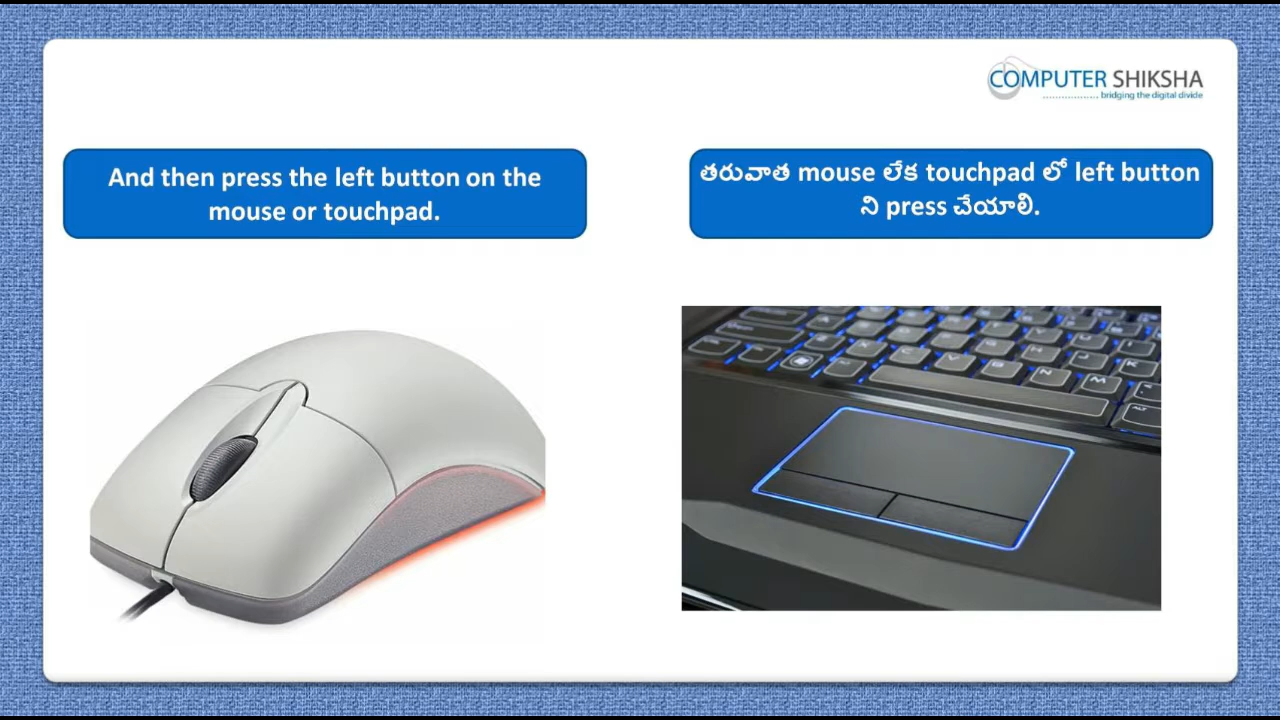 COMPUTER SHIKSHA
bridging the digital divide
And then press the left button on the
mouse or touchpad.
తరువాత mouse లేక touchpad లో left button
ని press చేయాలి.